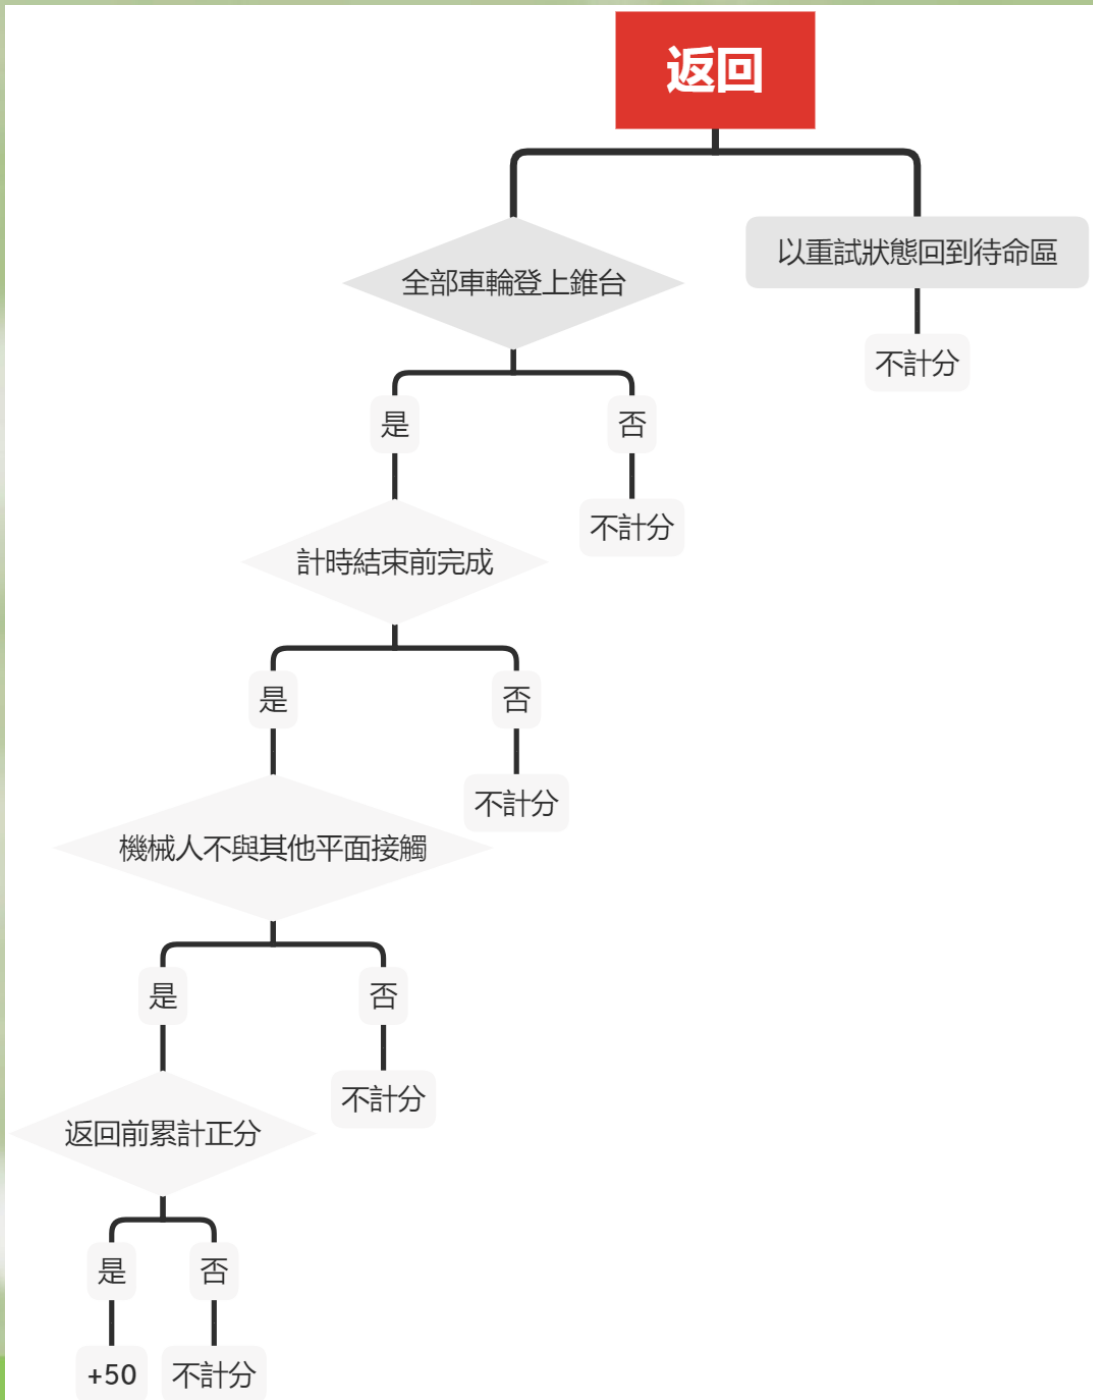 返回
全部車輪登上錐台
以重試狀態回到待命區
不計分
是
否
不計分
計時結束前完成
是
否
不計分
機械人不與其他平面接觸
是
否
不計分
返回前累計正分
是
否
+50
不計分